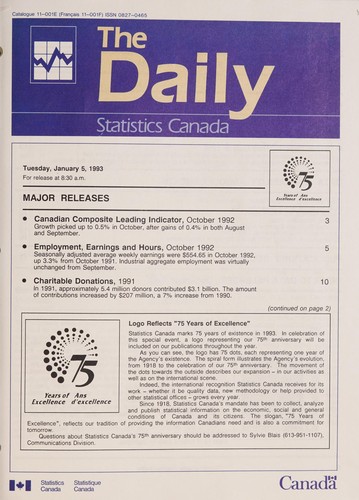 Catalogue 11-001E (Français 11-001F) ISSN 0827-0465
The
Daily
Statistics Canada
Tuesday, January 5, 1993
For release at 8:30 a.m.
75
Years of Ans
Excellence d'excellence
MAJOR RELEASES
● Canadian Composite Leading Indicator, October 1992 3
Growth picked up to 0.5% in October, after gains of 0.4% in both August
and September.
● Employment, Earnings and Hours, October 1992 5
Seasonally adjusted average weekly earnings were $554.65 in October 1992,
up 3.3% from October 1991. Industrial aggregate employment was virtually
unchanged from September.
● Charitable Donations, 1991 10
In 1991, approximately 5.4 million donors contributed $3.1 billion. The amount
of contributions increased by $207 million, a 7% increase from 1990.
(continued on page 2)
75
Years of Ans
Excellence d'excellence
Logo Reflects "75 Years of Excellence"
Statistics Canada marks 75 years of existence in 1993. In celebration of
this special event, a logo representing our 75th anniversary will be
included on our publications throughout the year.
As you can see, the logo has 75 dots, each representing one year of
the Agency's existence. The spiral form illustrates the Agency's evolution,
from 1918 to the celebration of our 75th anniversary. The movement of
the dots towards the outside describes our expansion – in our activities as
well as on the international scene.
Indeed, the international recognition Statistics Canada receives for its
work – whether it be quality data, new methodology or help provided to
other statistical offices – grows every year.
Since 1918, Statistics Canada's mandate has been to collect, analyze
and publish statistical information on the economic, social and general
conditions of Canada and its citizens. The slogan, "75 Years of
Excellence", reflects our tradition of providing the information Canadians need and is also a commitment for
tomorrow.
Questions about Statistics Canada's 75th anniversary should be addressed to Sylvie Blais (613-951-1107),
Communications Division.
Statistics Statistique
Canada Canada
Canada